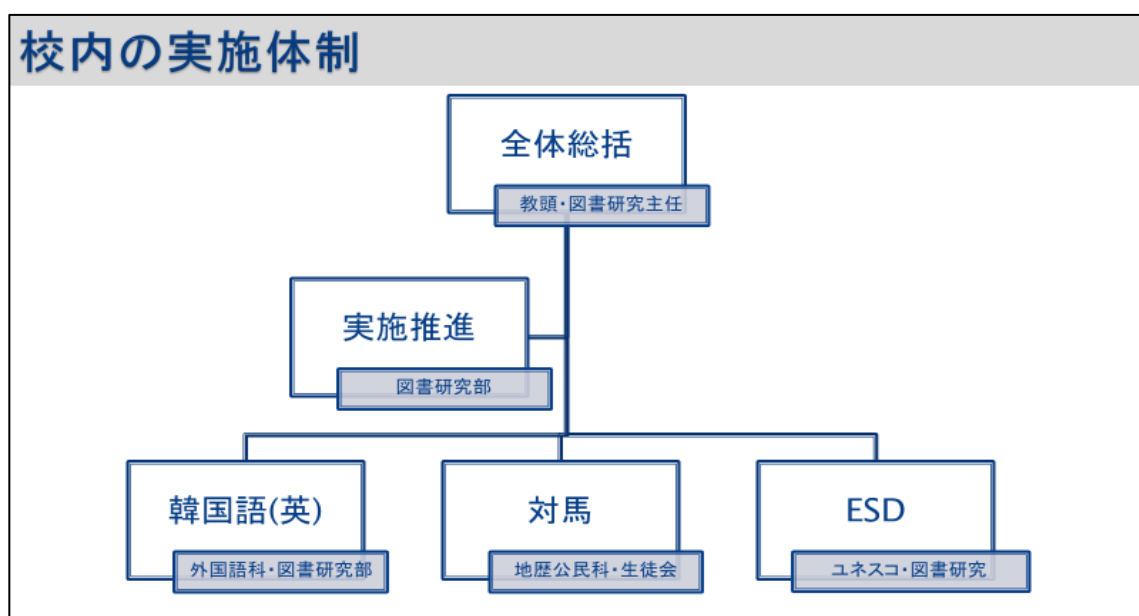 校内の実施体制
全体総括
教頭・図書研究主任
実施推進
図書研究部
韓国語(英)
外国語科・図書研究部
対馬
地歴公民科・生徒会
ESD
ユネスコ・図書研究